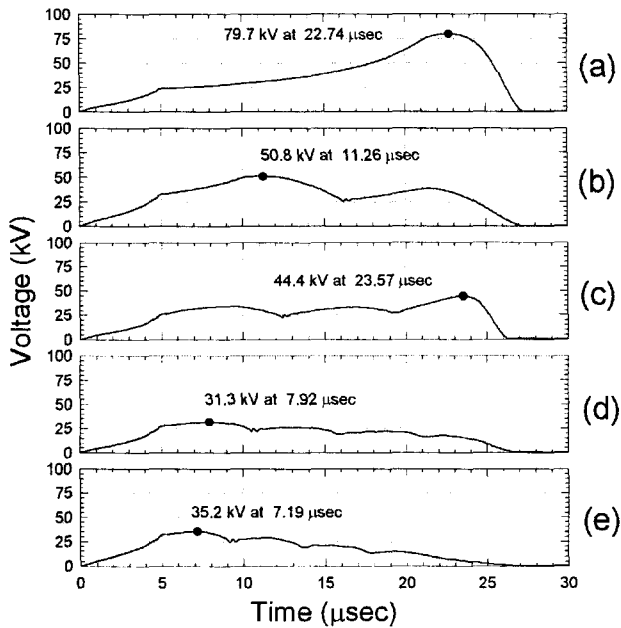 100
75
50
25
0
79.7 kV at 22.74 μsec
(a)
100
75
50
25
0
50.8 kV at 11.26 μsec
(b)
100
75
50
25
0
44.4 kV at 23.57 μsec
(c)
100
75
50
25
0
31.3 kV at 7.92 μsec
(d)
100
75
50
25
0
35.2 kV at 7.19 μsec
(e)
0 5 10 15 20 25 30
Time (μsec)
Voltage (kV)